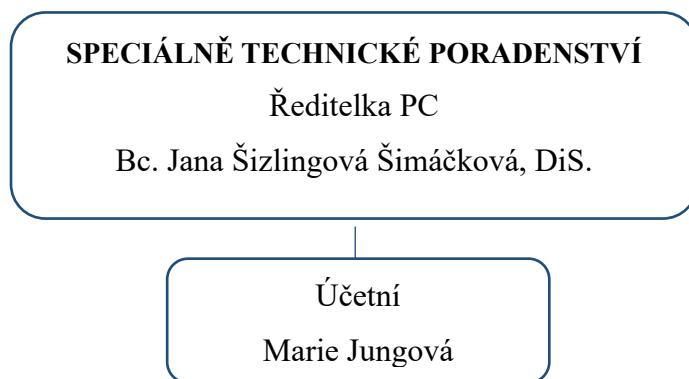 SPECIÁLNĚ TECHNICKÉ PORADENSTVÍ
Ředitelka PC
Bc. Jana Šizlingová Šimáčková, DiS.
Účetní
Marie Jungová